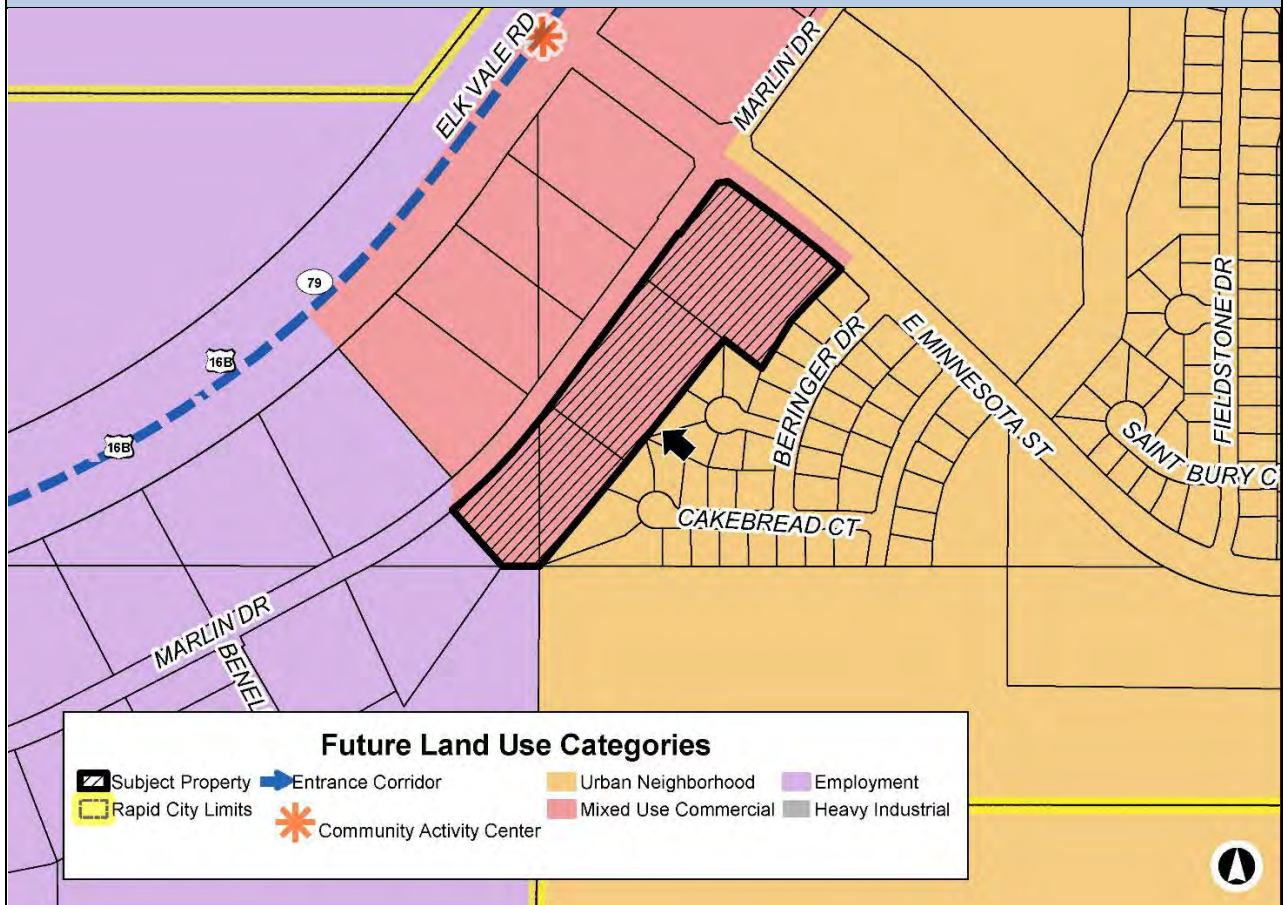 ELK VALE RD
MARLIN DR
79
16B
16B
BERINGER DR
E MINNESOTA ST
FIELDSTONE DR
SAINT BURY C
CAKEBREAD CT
MARLIN DR
BENEL
Future Land Use Categories
Subject Property
Entrance Corridor
Urban Neighborhood
Employment
Rapid City Limits
Community Activity Center
Mixed Use Commercial
Heavy Industrial